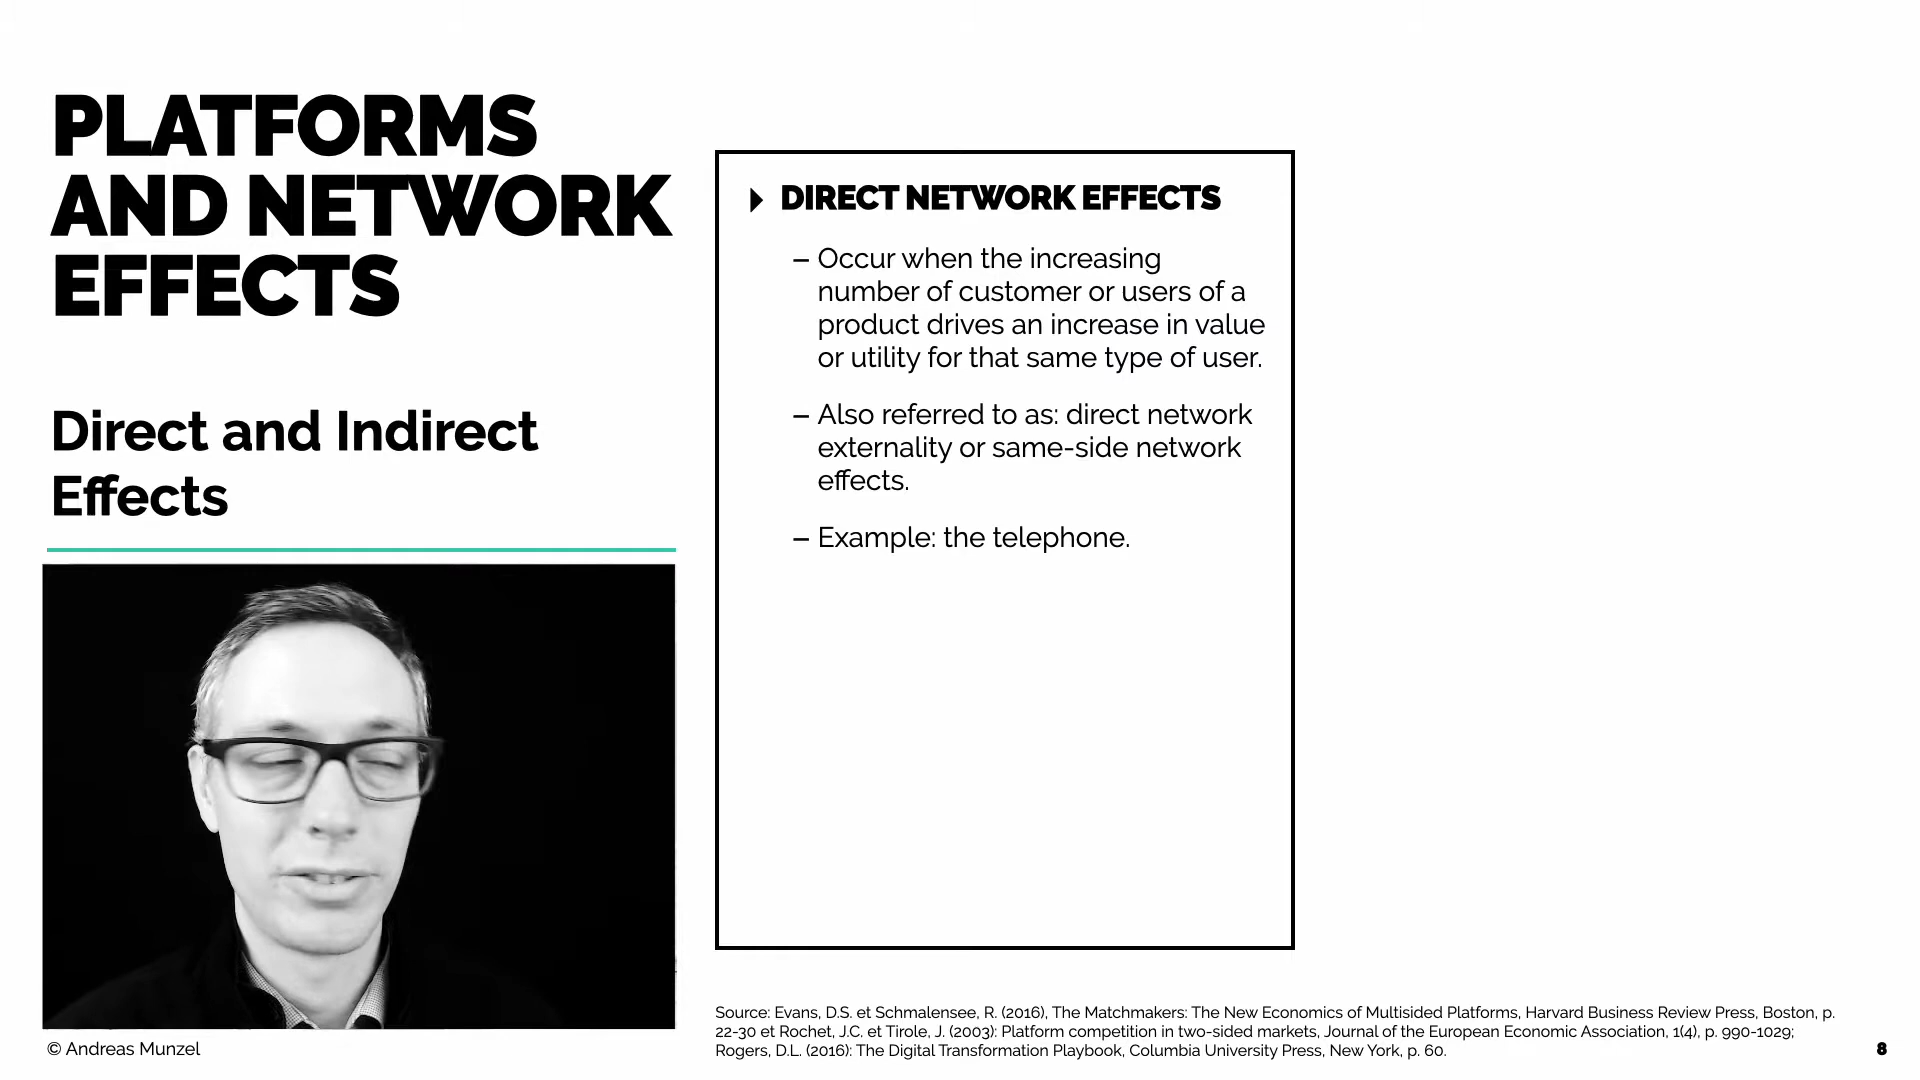 PLATFORMS
AND NETWORK
EFFECTS
Direct and Indirect
Effects
© Andreas Munzel
DIRECT NETWORK EFFECTS
– Occur when the increasing
number of customer or users of a
product drives an increase in value
or utility for that same type of user.
– Also referred to as: direct network
externality or same-side network
effects.
– Example: the telephone.
Source: Evans, D.S. et Schmalensee, R. (2016), The Matchmakers: The New Economics of Multisided Platforms, Harvard Business Review Press, Boston, p.
22-30 et Rochet, J.C. et Tirole, J. (2003): Platform competition in two-sided markets, Journal of the European Economic Association, 1(4), p. 990-1029;
Rogers, D.L. (2016): The Digital Transformation Playbook, Columbia University Press, New York, p. 60.
8